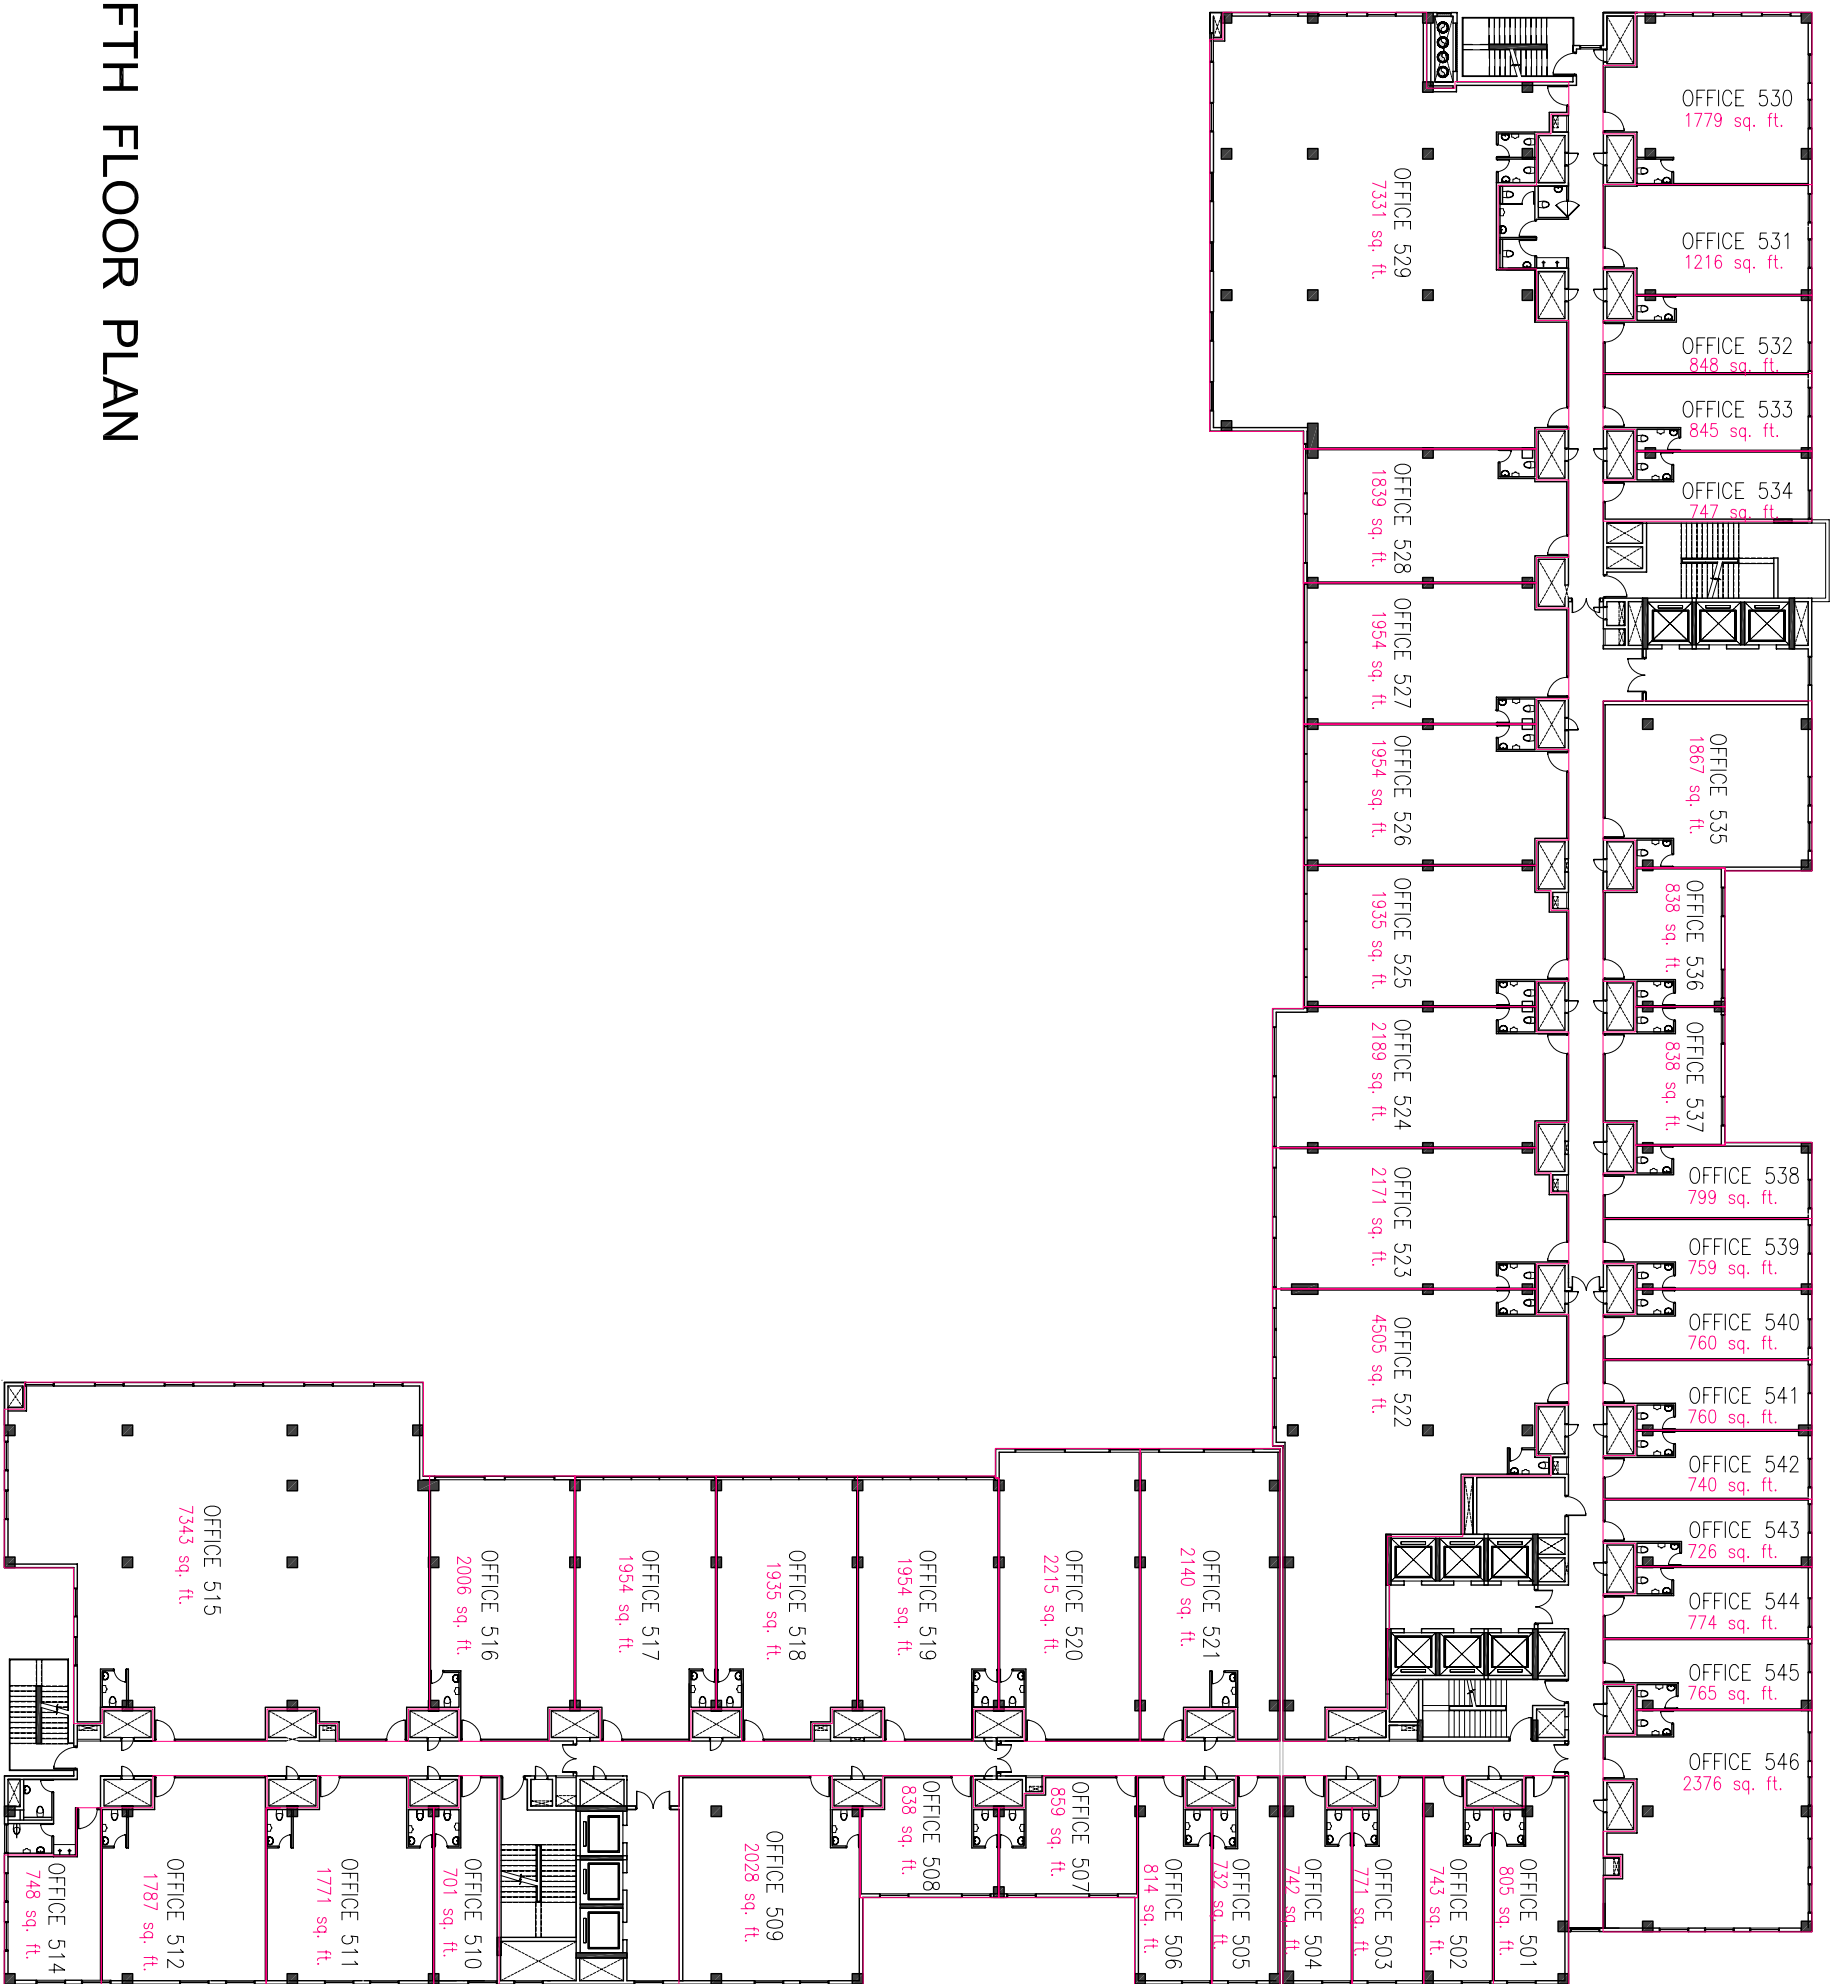 FTH FLOOR PLAN
OFFICE 530
1779 sq. ft.
OFFICE 531
1216 sq. ft.
OFFICE 532
848 sq. ft.
OFFICE 533
845 sq. ft.
OFFICE 534
747 sq. ft.
OFFICE 529
7331 sq. ft.
OFFICE 528
1839 sq. ft.
OFFICE 527
1954 sq. ft.
OFFICE 526
1954 sq. ft.
OFFICE 525
1935 sq. ft.
OFFICE 524
2189 sq. ft.
OFFICE 523
2171 sq. ft.
OFFICE 522
4505 sq. ft.
OFFICE 535
1867 sq. ft.
OFFICE 536
838 sq. ft.
OFFICE 537
838 sq. ft.
OFFICE 538
799 sq. ft.
OFFICE 539
759 sq. ft.
OFFICE 540
760 sq. ft.
OFFICE 541
760 sq. ft.
OFFICE 542
740 sq. ft.
OFFICE 543
726 sq. ft.
OFFICE 544
774 sq. ft.
OFFICE 545
765 sq. ft.
OFFICE 546
2376 sq. ft.
OFFICE 515
7343 sq. ft.
OFFICE 516
2006 sq. ft.
OFFICE 517
1954 sq. ft.
OFFICE 518
1935 sq. ft.
OFFICE 519
1954 sq. ft.
OFFICE 520
2215 sq. ft.
OFFICE 521
2140 sq. ft.
OFFICE 514
748 sq. ft.
OFFICE 512
1787 sq. ft.
OFFICE 511
1771 sq. ft.
OFFICE 510
701 sq. ft.
OFFICE 509
2028 sq. ft.
OFFICE 508
838 sq. ft.
OFFICE 507
859 sq. ft.
OFFICE 506
814 sq. ft.
OFFICE 505
732 sq. ft.
OFFICE 504
742 sq. ft.
OFFICE 503
771 sq. ft.
OFFICE 502
743 sq. ft.
OFFICE 501
805 sq. ft.